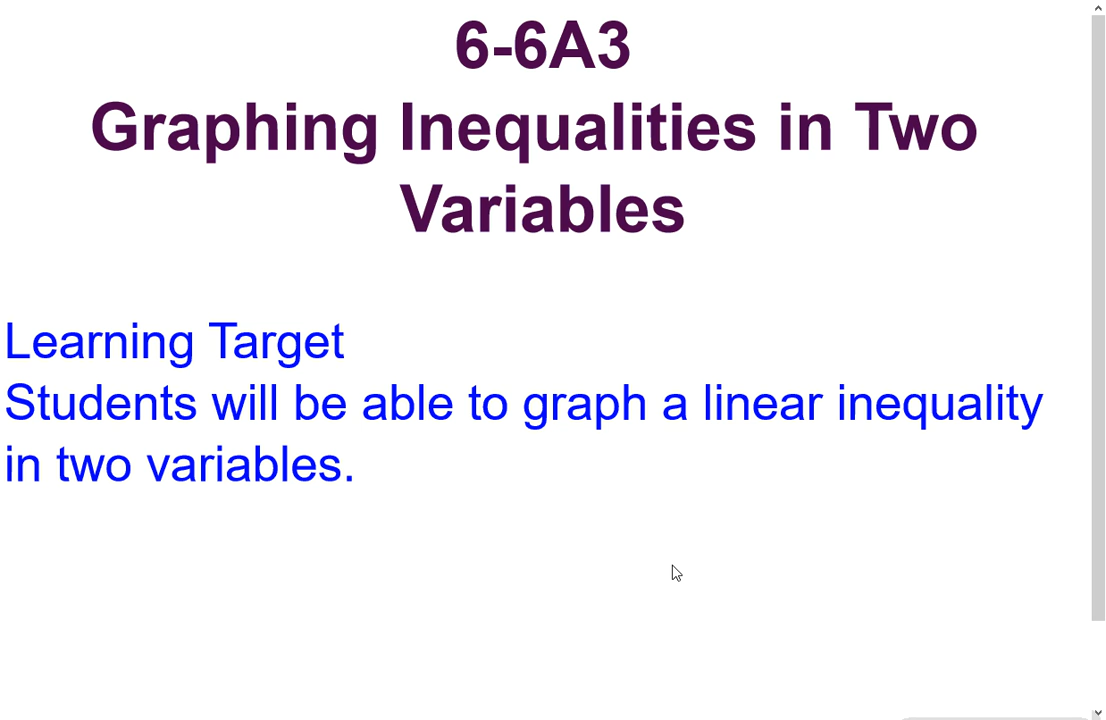 6-6A3
Graphing Inequalities in Two
Variables
Learning Target
Students will be able to graph a linear inequality
in two variables.